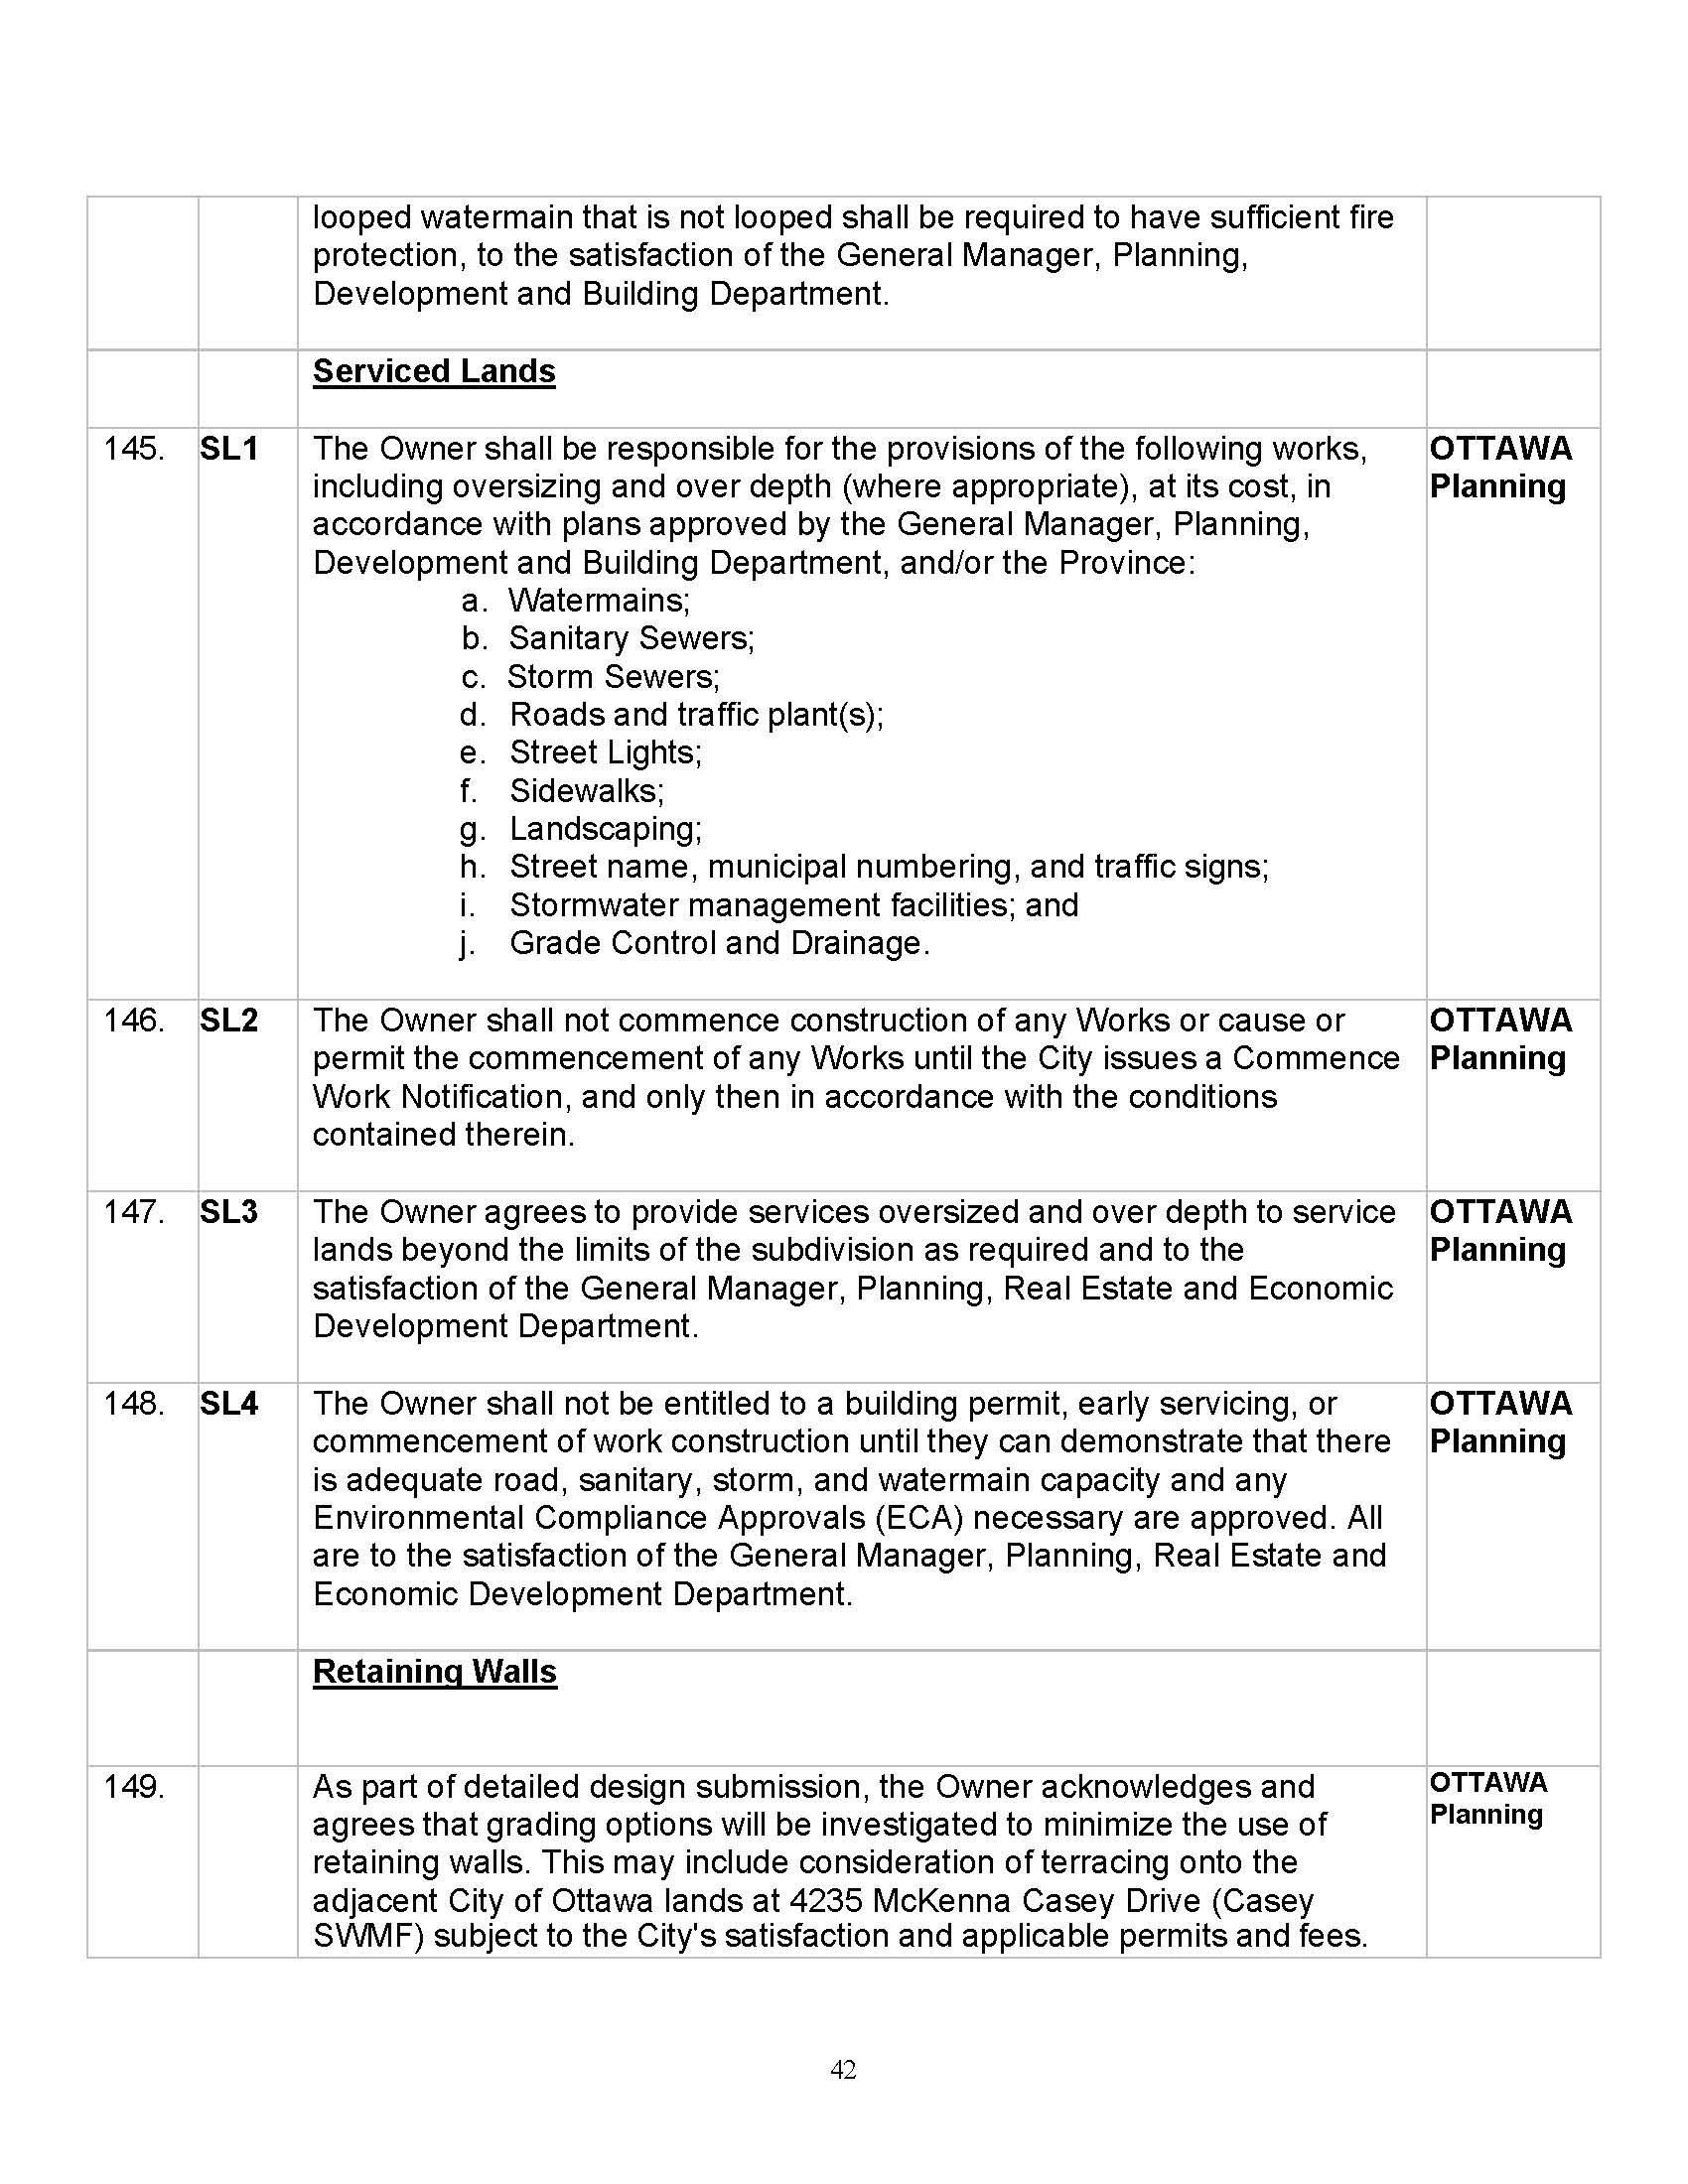 looped watermain that is not looped shall be required to have sufficient fire
protection, to the satisfaction of the General Manager, Planning,
Development and Building Department.
Serviced Lands
145. SL1 The Owner shall be responsible for the provisions of the following works, OTTAWA
including oversizing and over depth (where appropriate), at its cost, in Planning
accordance with plans approved by the General Manager, Planning,
Development and Building Department, and/or the Province:
a. Watermains;
b. Sanitary Sewers;
c. Storm Sewers;
d. Roads and traffic plant(s);
e. Street Lights;
f. Sidewalks;
g. Landscaping;
h. Street name, municipal numbering, and traffic signs;
i. Stormwater management facilities; and
j. Grade Control and Drainage.
146. SL2 The Owner shall not commence construction of any Works or cause or OTTAWA
permit the commencement of any Works until the City issues a Commence Planning
Work Notification, and only then in accordance with the conditions
contained therein.
147. SL3 The Owner agrees to provide services oversized and over depth to service OTTAWA
lands beyond the limits of the subdivision as required and to the Planning
satisfaction of the General Manager, Planning, Real Estate and Economic
Development Department.
148. SL4 The Owner shall not be entitled to a building permit, early servicing, or OTTAWA
commencement of work construction until they can demonstrate that there Planning
is adequate road, sanitary, storm, and watermain capacity and any
Environmental Compliance Approvals (ECA) necessary are approved. All
are to the satisfaction of the General Manager, Planning, Real Estate and
Economic Development Department.
Retaining Walls
149. As part of detailed design submission, the Owner acknowledges and OTTAWA
agrees that grading options will be investigated to minimize the use of Planning
retaining walls. This may include consideration of terracing onto the
adjacent City of Ottawa lands at 4235 McKenna Casey Drive (Casey
SWMF) subject to the City's satisfaction and applicable permits and fees.
42